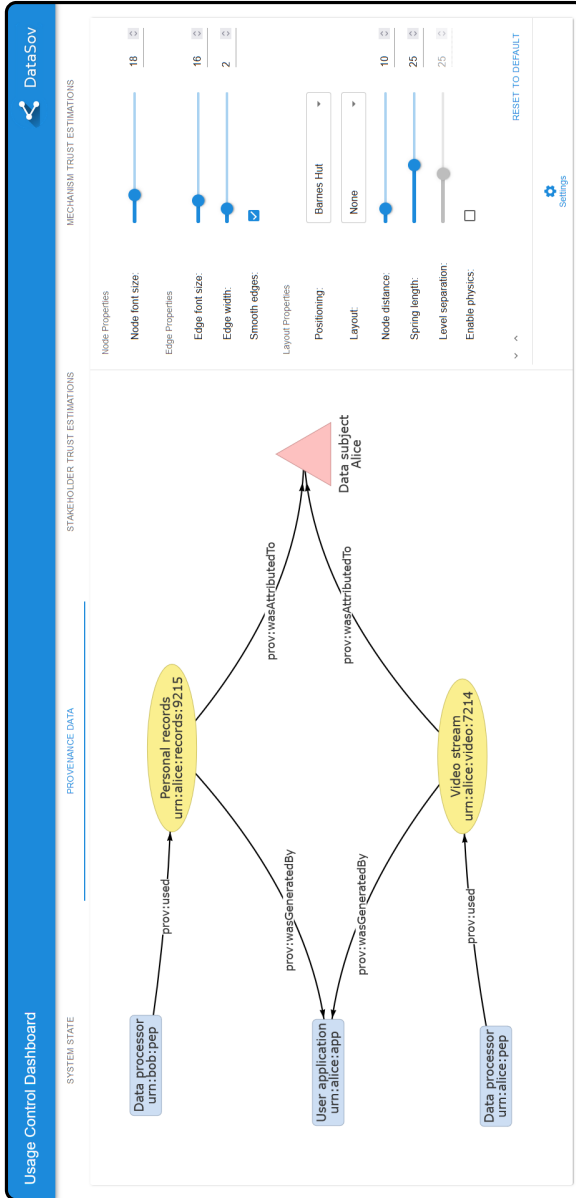 Usage Control Dashboard
DataSov
SYSTEM STATE
PROVENANCE DATA
STAKEHOLDER TRUST ESTIMATIONS
MECHANISM TRUST ESTIMATIONS
Data processor
urn:bob:pep
prov:used
Personal records
urn:alice:records:9215
prov:wasGeneratedBy
prov:wasAttributedTo
User application
urn:alice:app
Data subject
Alice
prov:wasGeneratedBy
prov:wasAttributedTo
Data processor
urn:alice:pep
prov:used
Video stream
urn:alice:video:7214
Node Properties
Node font size: 18
Edge Properties
Edge font size: 16
Edge width: 2
Smooth edges:
Layout Properties
Positioning: Barnes Hut
Layout: None
Node distance: 10
Spring length: 25
Level separation: 25
Enable physics:
RESET TO DEFAULT
Settings